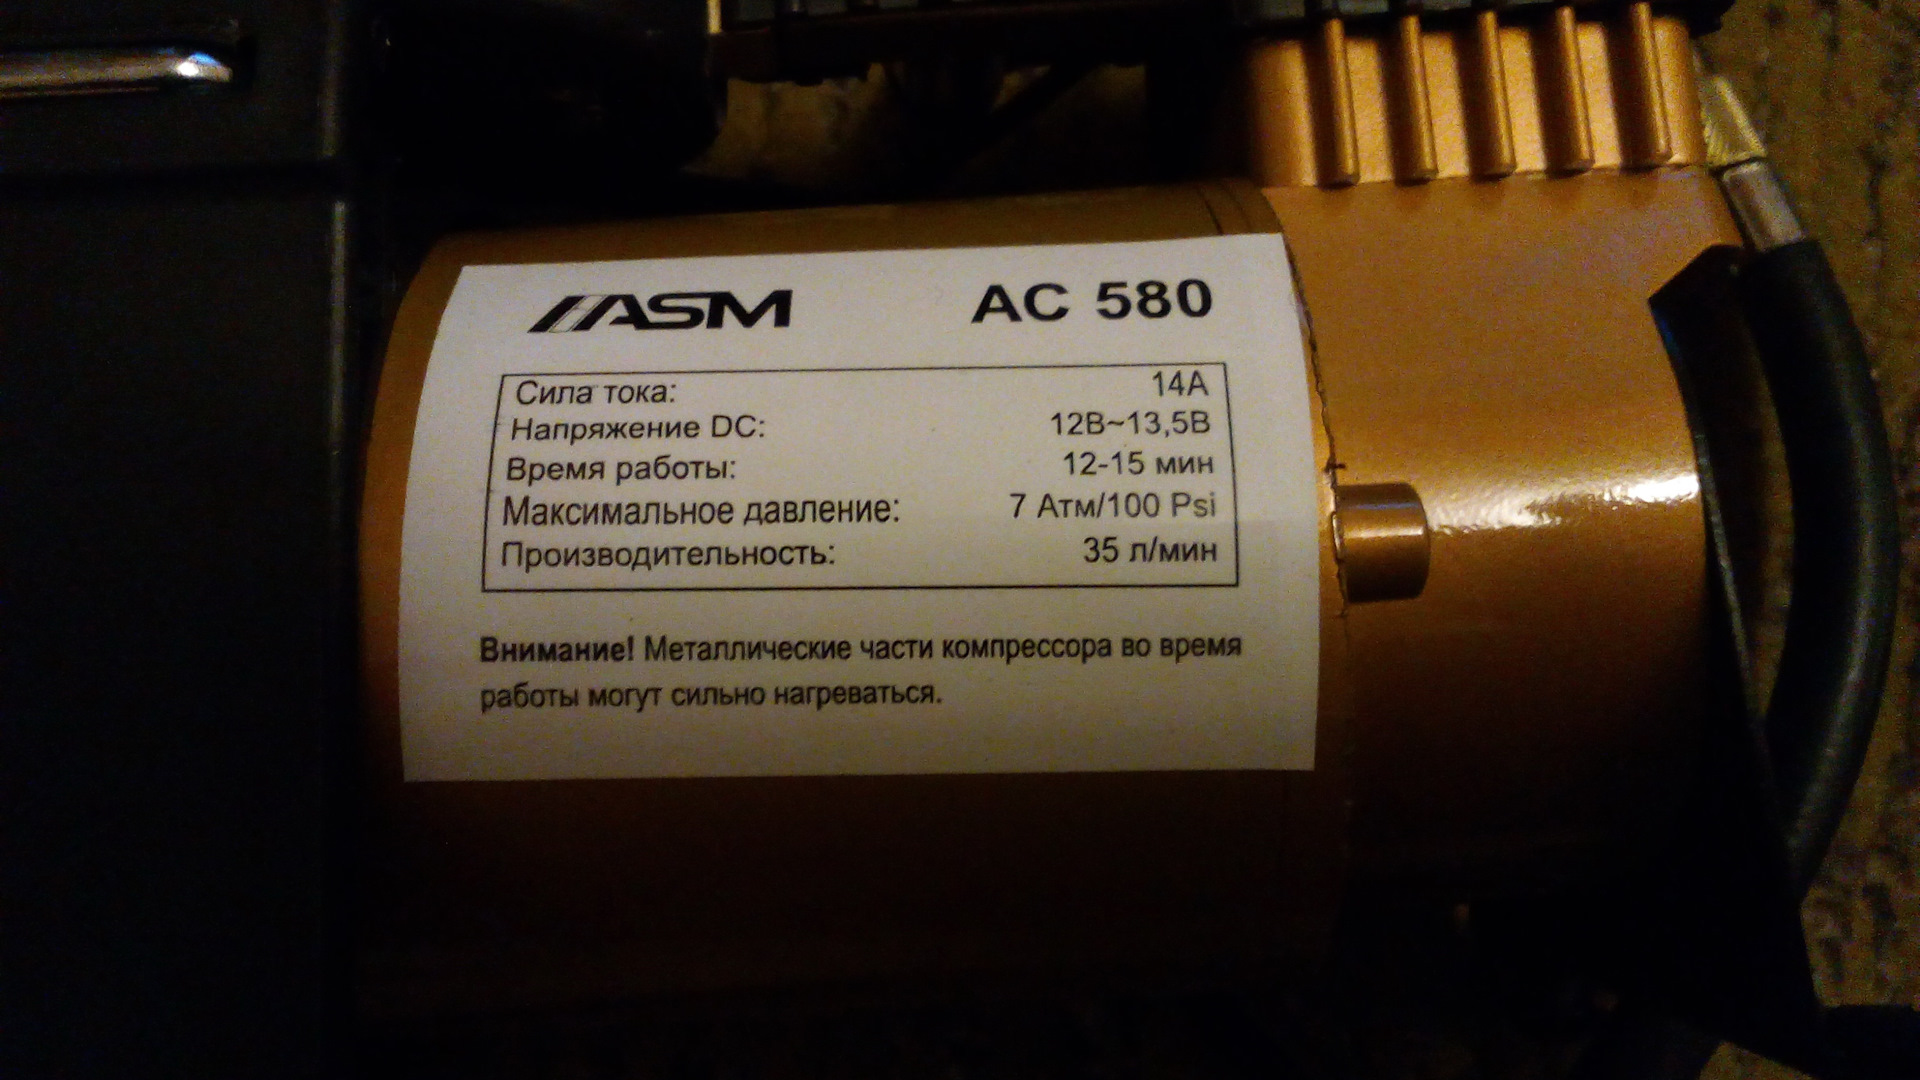 ASM AC 580
Сила тока: 14А
Напряжение DC: 12В~13,5В
Время работы: 12-15 мин
Максимальное давление: 7 Атм/100 Psi
Производительность: 35 л/мин
Внимание! Металлические части компрессора во время
работы могут сильно нагреваться.